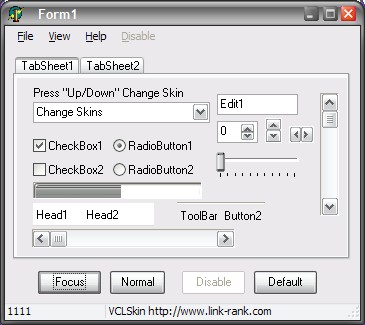 Form1
File View Help Disable
TabSheet1 TabSheet2
Press "Up/Down" Change Skin
Change Skins
Edit1
0
CheckBox1 RadioButton1
CheckBox2 RadioButton2
Head1 Head2
ToolBar Button2
Focus Normal Disable Default
1111 VCLSkin http://www.link-rank.com